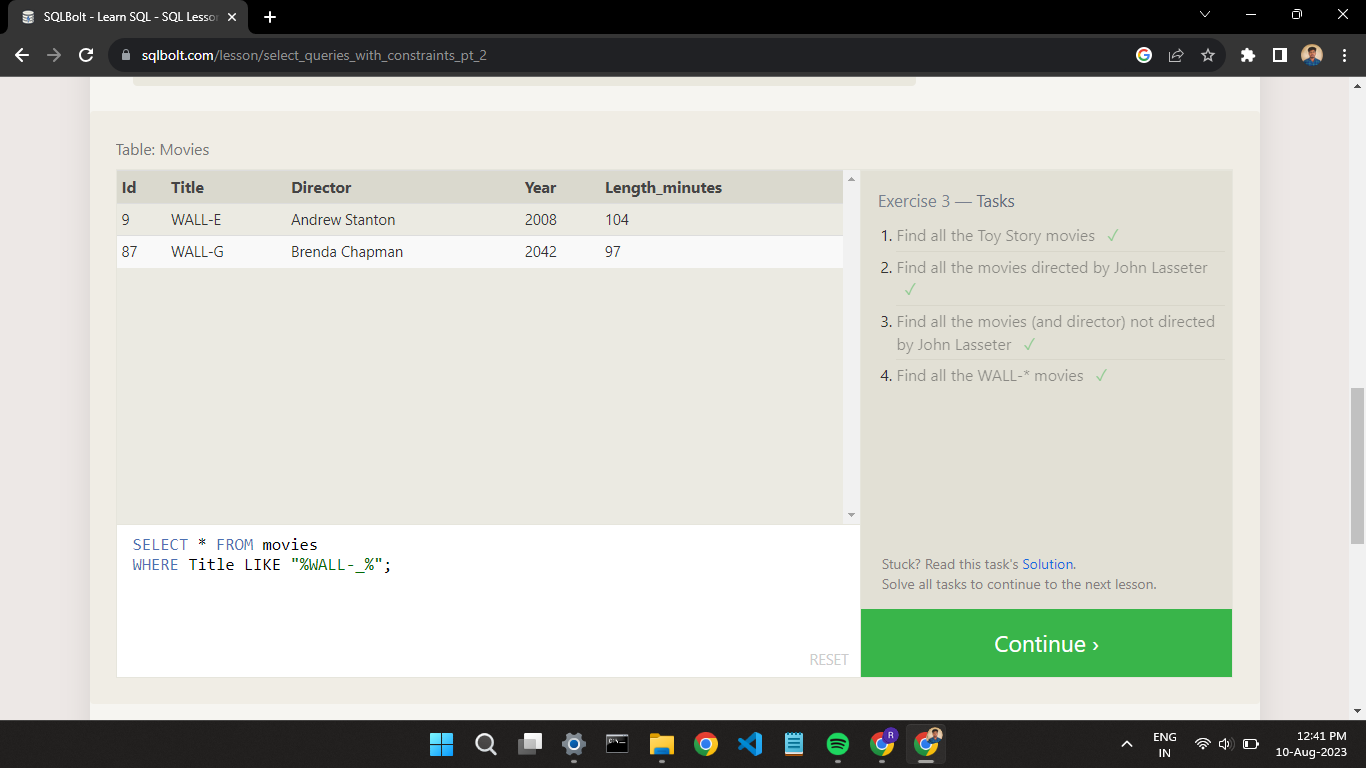 SQLBolt - Learn SQL - SQL Lesson
sqlbolt.com/lesson/select_queries_with_constraints_pt_2
Table: Movies
Id Title Director Year Length_minutes
9 WALL-E Andrew Stanton 2008 104
87 WALL-G Brenda Chapman 2042 97
SELECT * FROM movies
WHERE Title LIKE "%WALL-_%";
RESET
Exercise 3 — Tasks
1. Find all the Toy Story movies ✓
2. Find all the movies directed by John Lasseter
✓
3. Find all the movies (and director) not directed
by John Lasseter ✓
4. Find all the WALL-* movies ✓
Stuck? Read this task's Solution.
Solve all tasks to continue to the next lesson.
Continue ›
R
ENG
IN
12:41 PM
10-Aug-2023